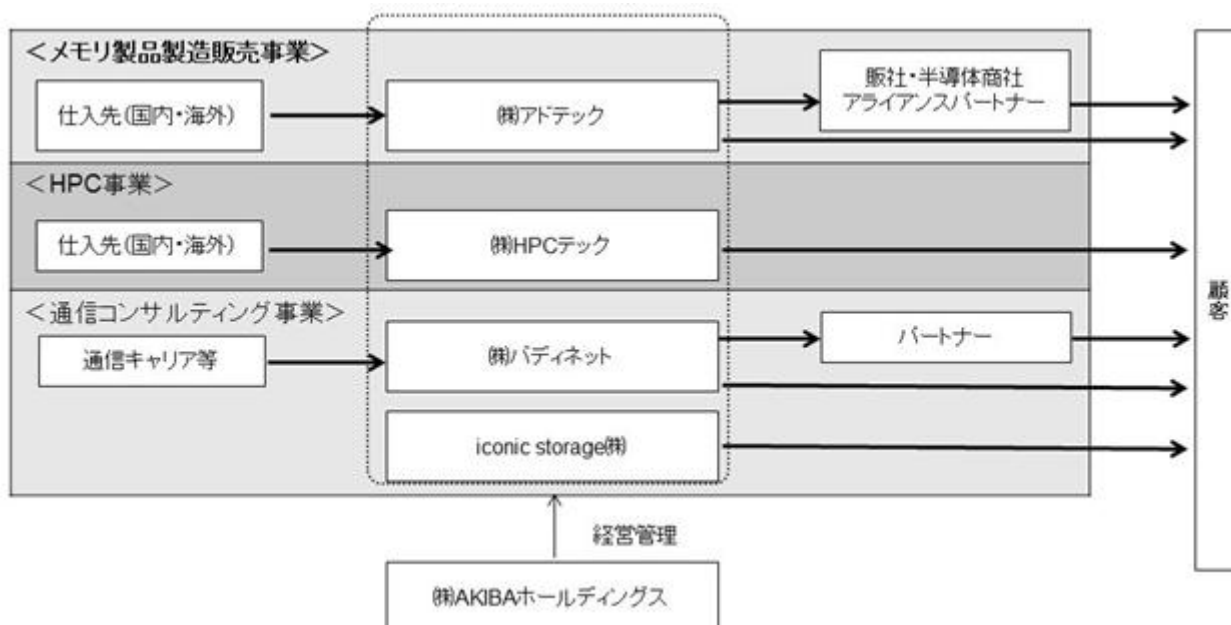 ＜メモリ製品製造販売事業＞
仕入先(国内・海外)
㈱アドテック
販社・半導体商社
アライアンスパートナー
＜HPC事業＞
仕入先(国内・海外)
㈱HPCテック
＜通信コンサルティング事業＞
通信キャリア等
㈱バディネット
パートナー
iconic storage㈱
顧客
経営管理
㈱AKIBAホールディングス